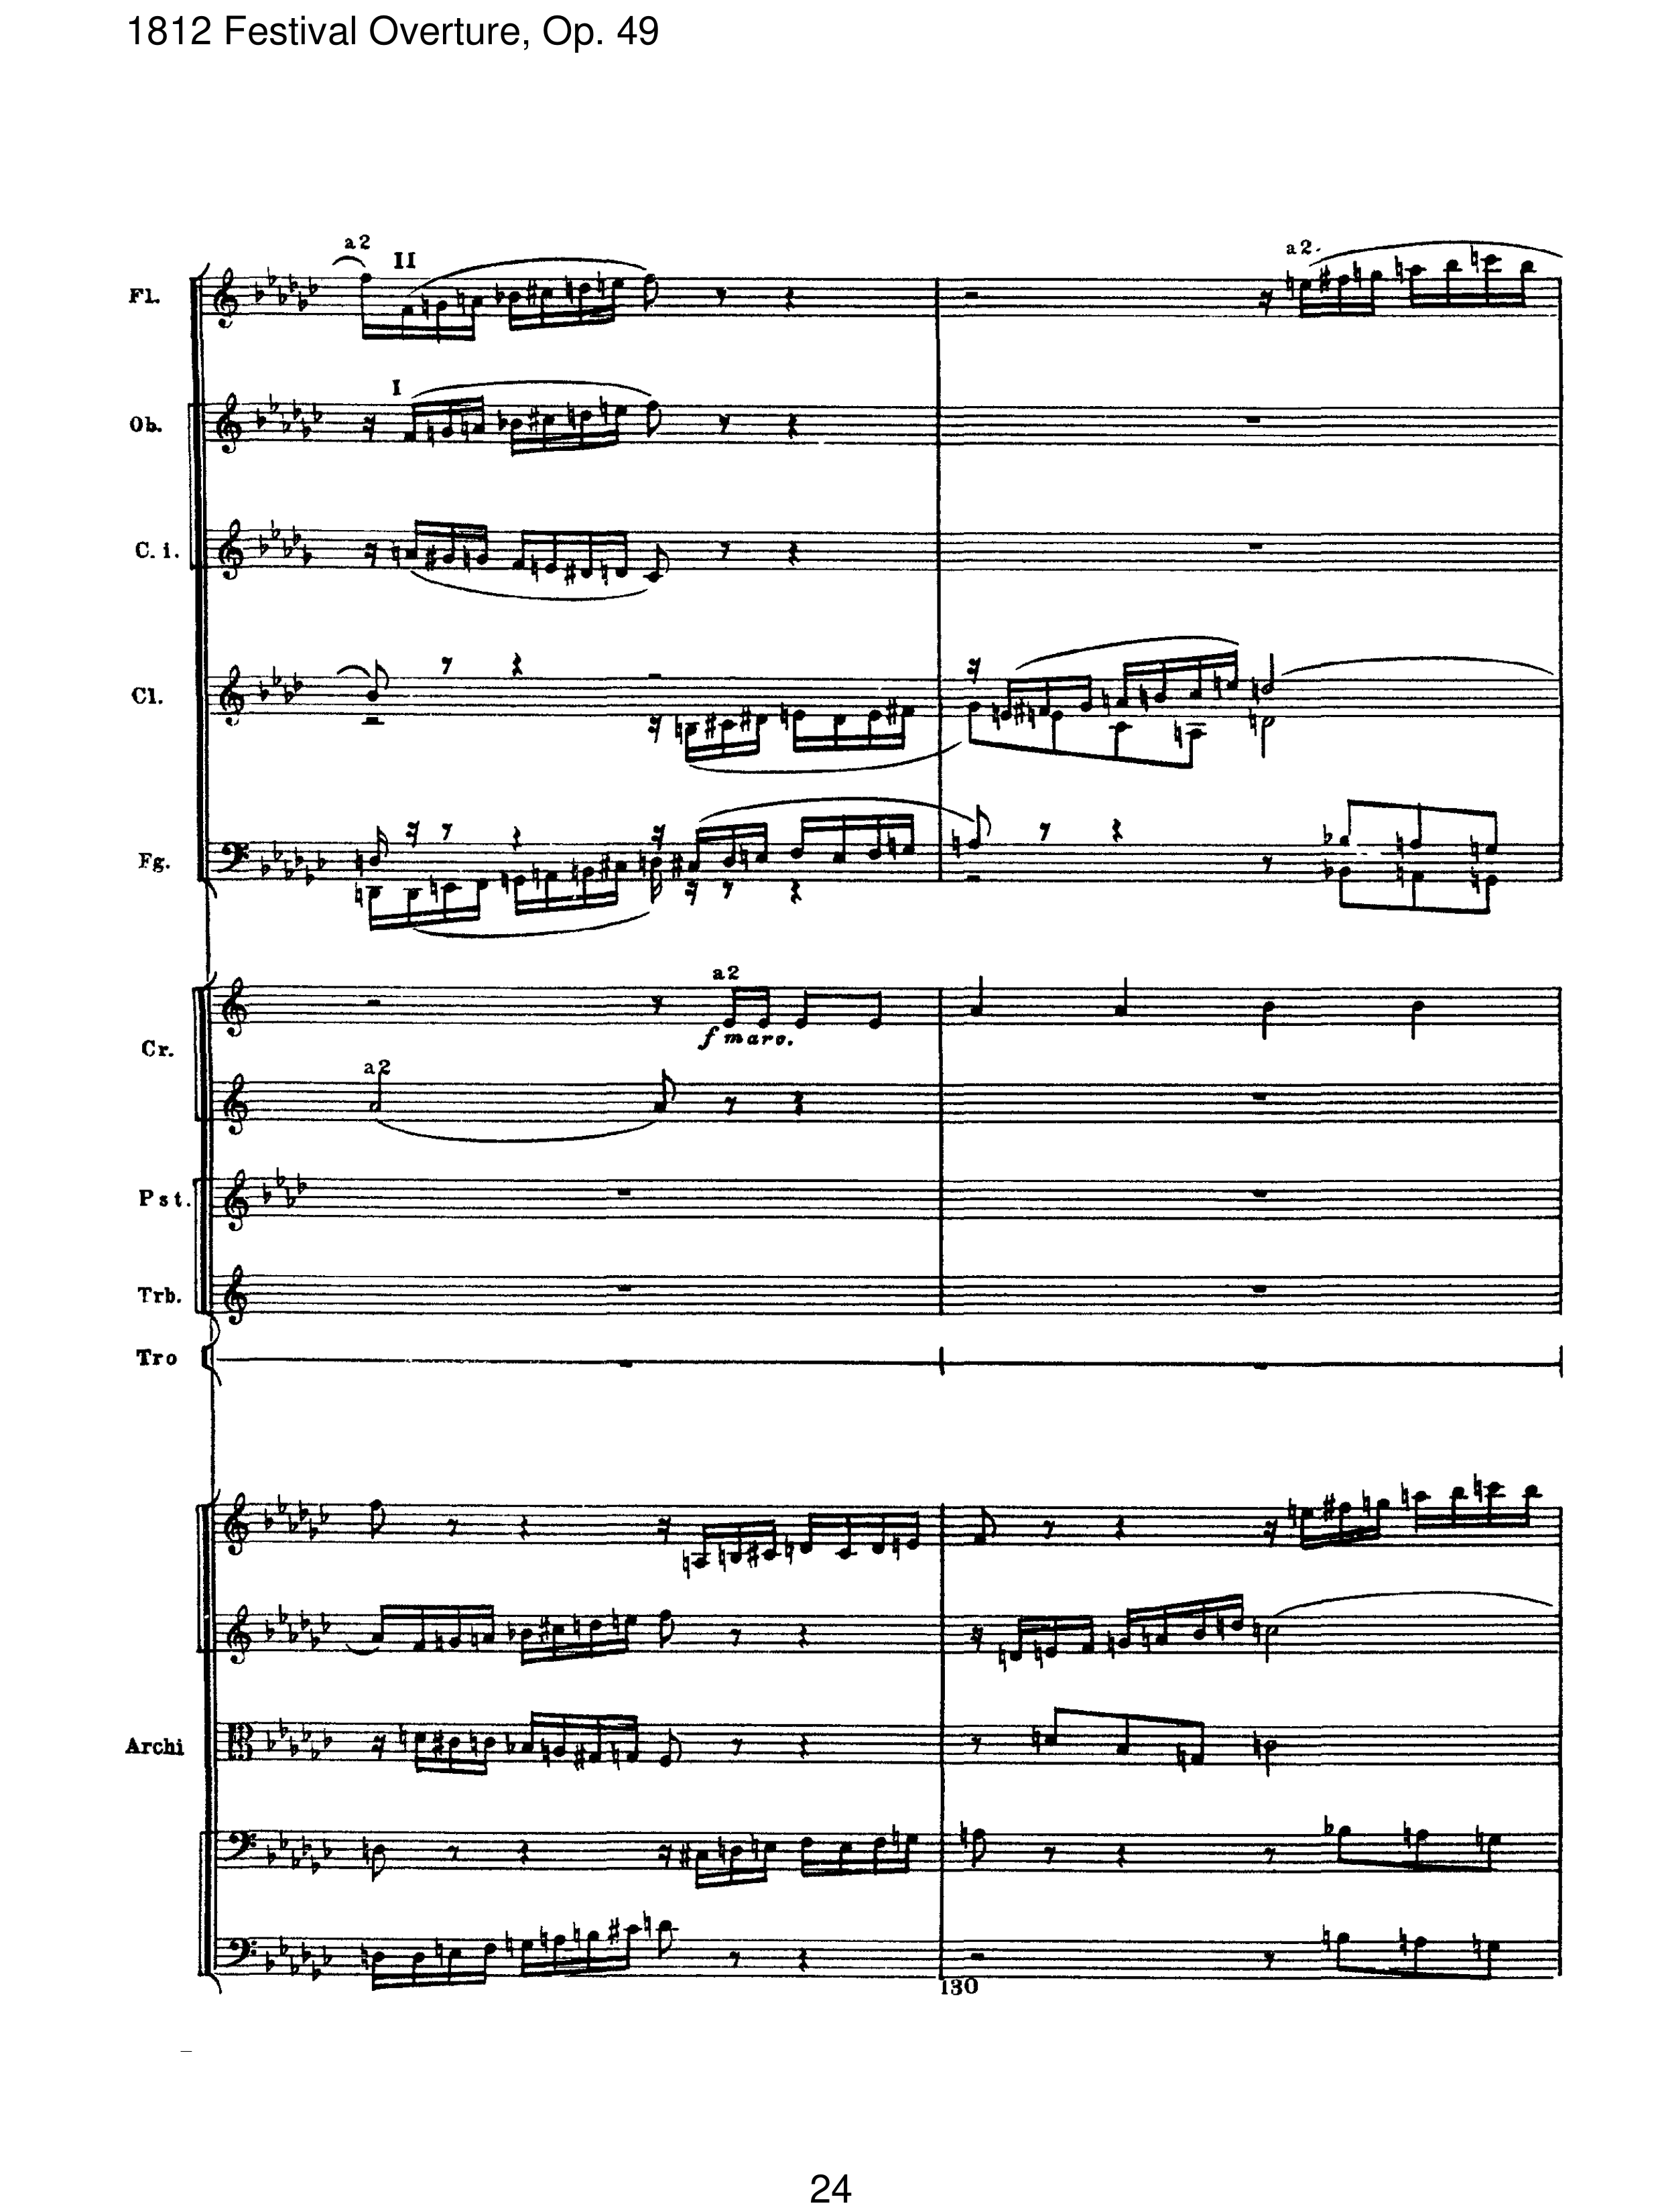 1812 Festival Overture, Op. 49
a2
II
a2.
Fl.
I
Ob.
C. i.
Cl.
Fg.
a2
f marc.
Cr.
a2
Pst.
Trb.
Tro
Archi
130
24